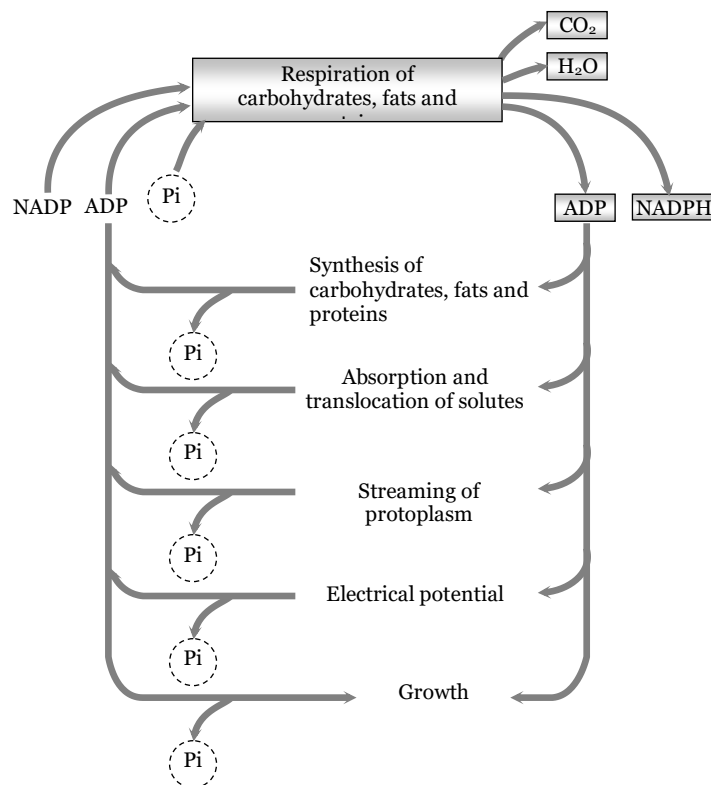 CO₂
H₂O
Respiration of
carbohydrates, fats and
NADP ADP
Pi
ADP
NADPH
Synthesis of
carbohydrates, fats and
proteins
Pi
Absorption and
translocation of solutes
Pi
Streaming of
protoplasm
Pi
Electrical potential
Pi
Growth
Pi